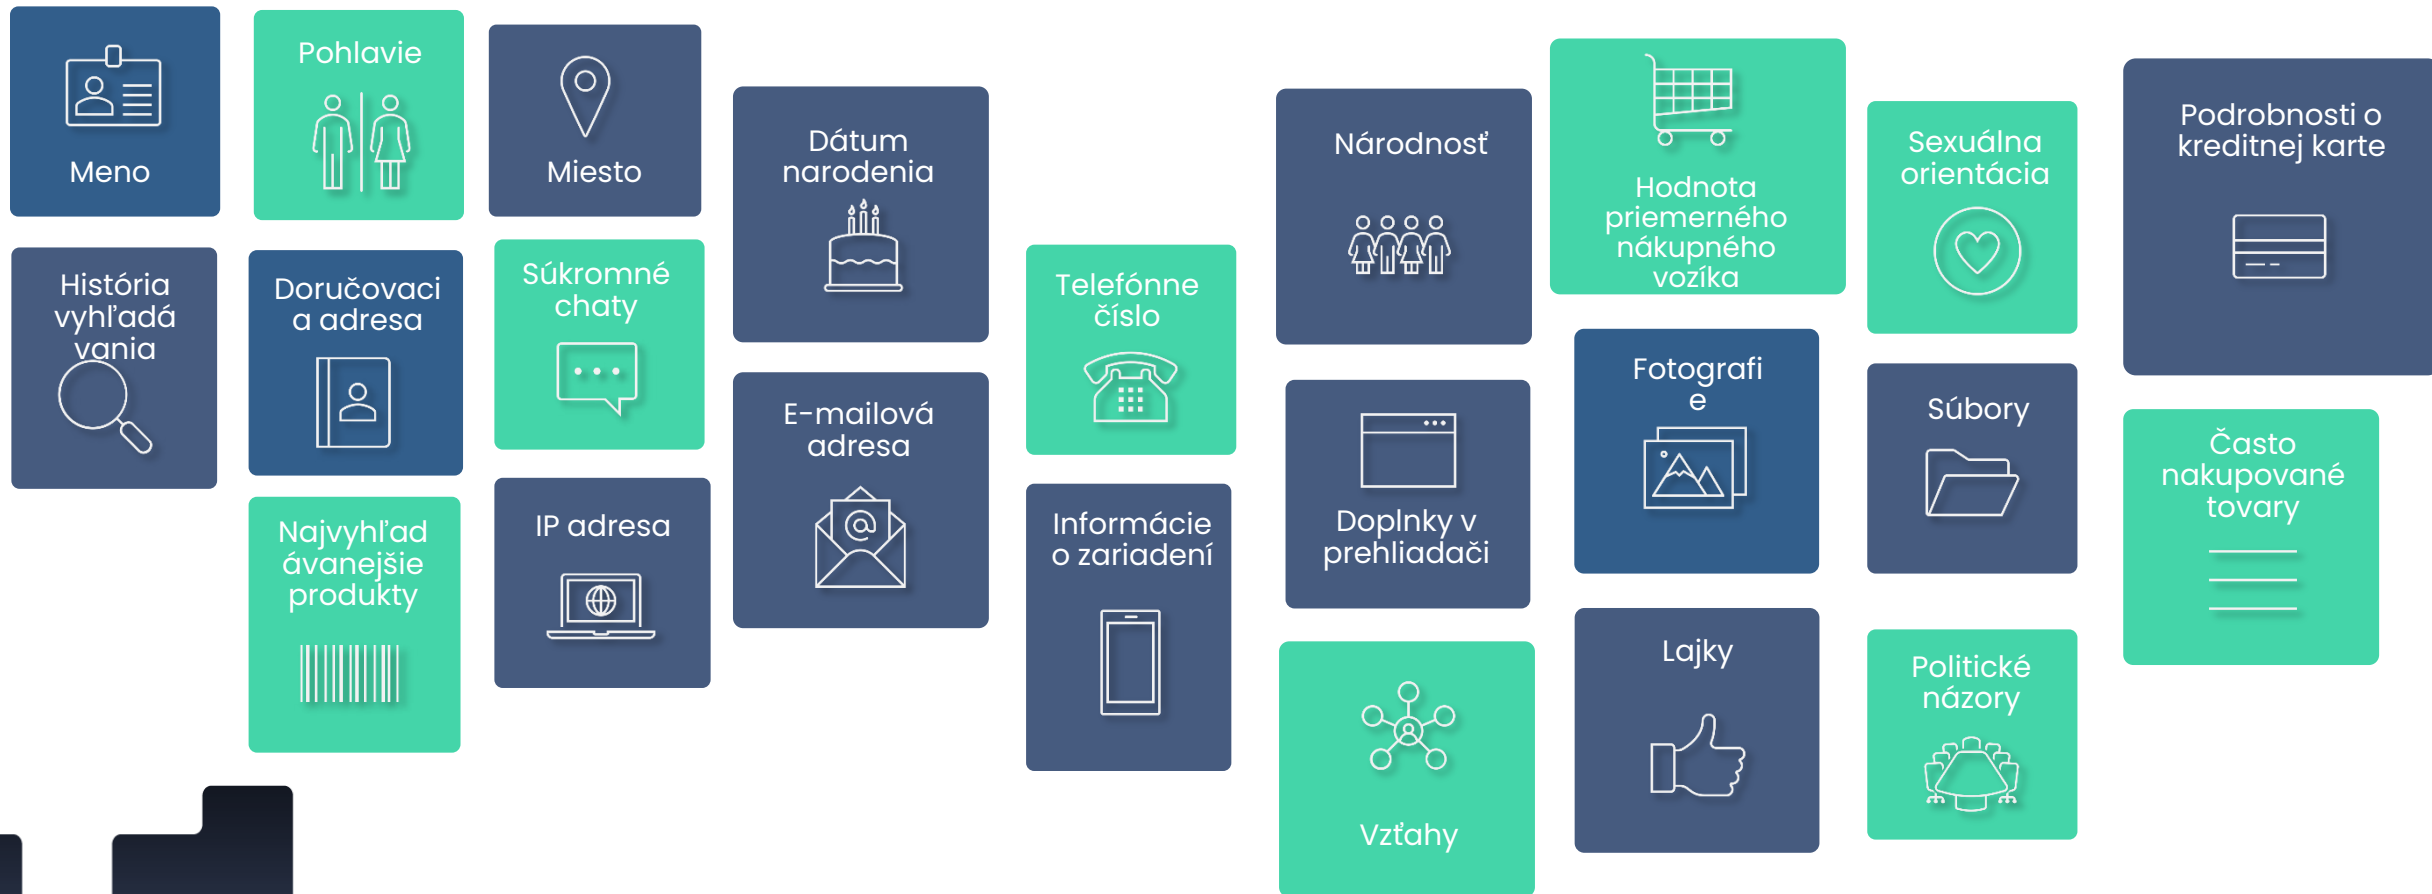 Meno
Pohlavie
Miesto
Dátum
narodenia
Národnosť
Hodnota
priemerného
nákupného
vozíka
Sexuálna
orientácia
Podrobnosti o
kreditnej karte
História
vyhľadá
vania
Doručovaci
a adresa
Súkromné
chaty
Telefónne
číslo
E-mailová
adresa
Fotografi
e
Súbory
Často
nakupované
tovary
Najvyhľad
ávanejšie
produkty
IP adresa
Informácie
o zariadení
Doplnky v
prehliadači
Lajky
Politické
názory
Vzťahy